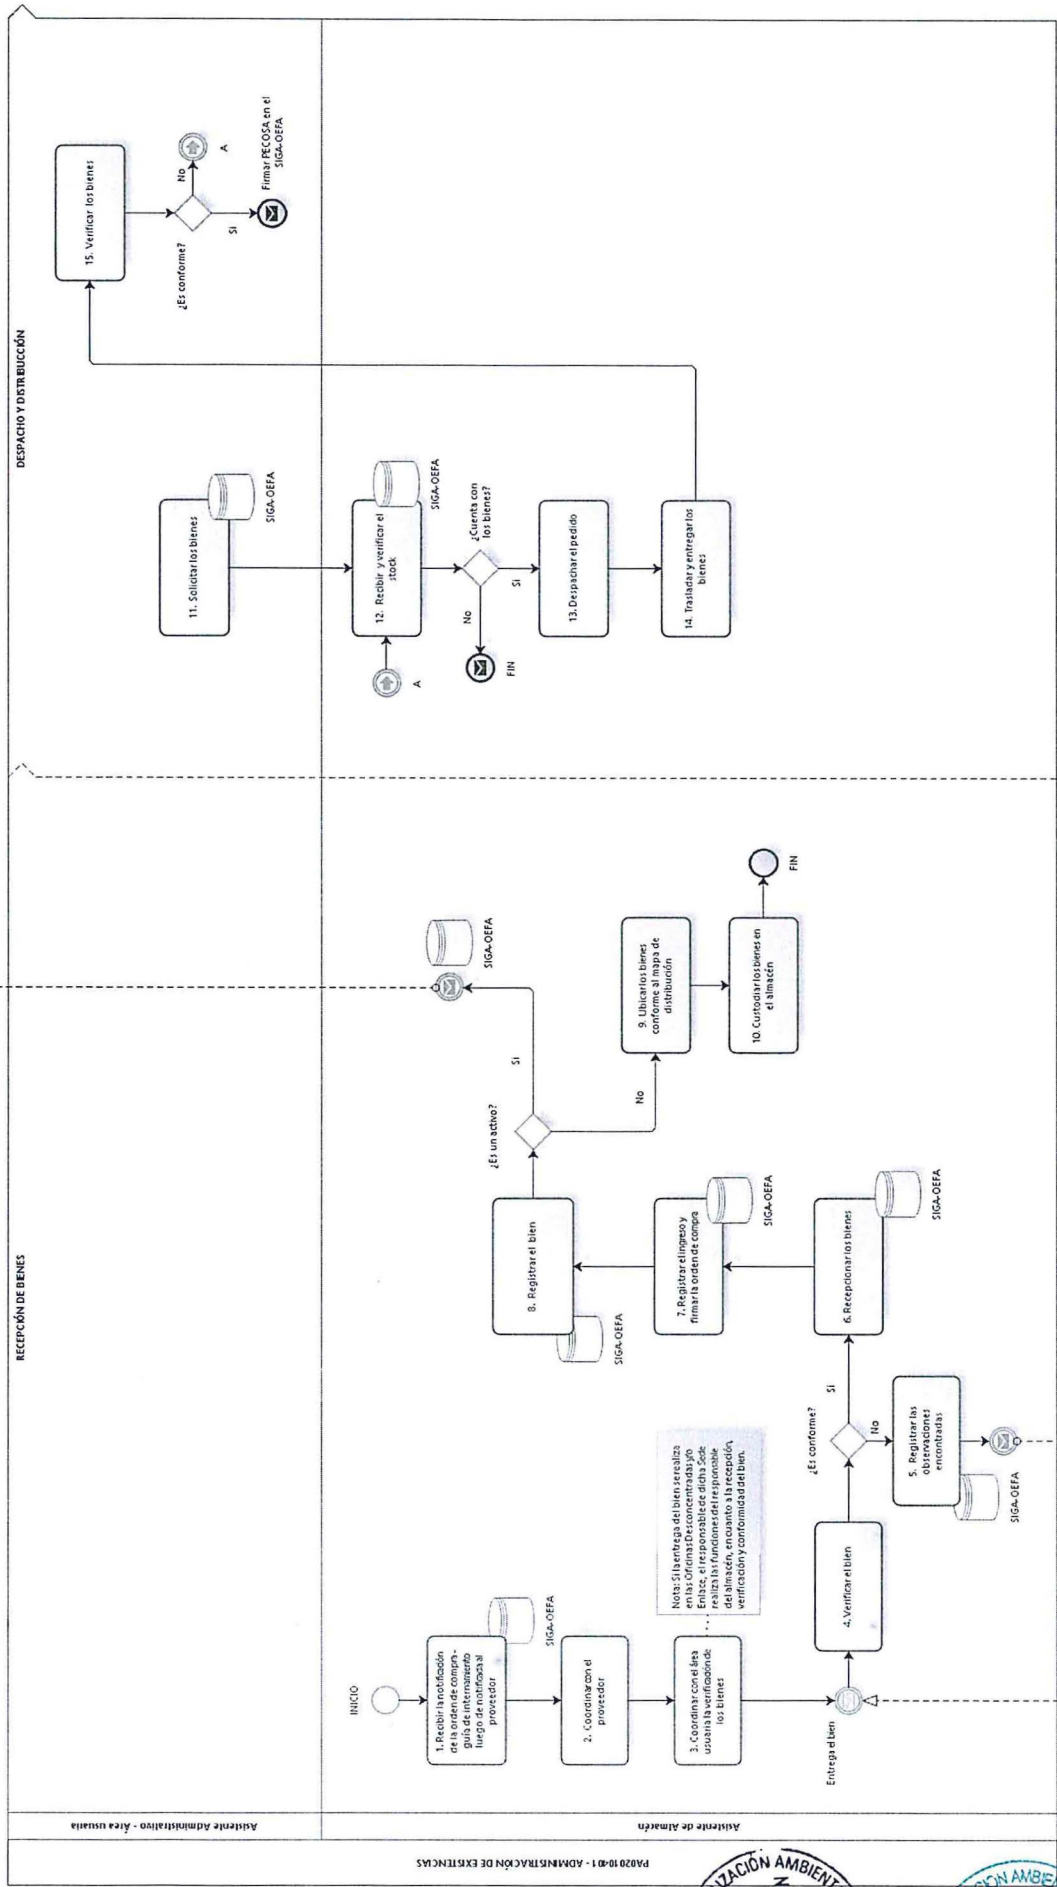 PA020 10401 - ADMINISTRACIÓN DE EXISTENCIAS
Asistente Administrativo - Área usuaria
Asistente de Almacén
RECEPCIÓN DE BIENES
INICIO
1. Recibir la notificación
de la orden de compra -
guía de internamiento
luego de notificada al
proveedor
SIGA-OEFA
2. Coordinar con el
proveedor
3. Coordinar con el área
usuaria la verificación de
los bienes
Nota: Si la entrega del bien se realiza
en las Oficinas Desconcentradas y/o
Enlace, el responsable de dicha Sede
realiza las funciones del responsable
del almacén, en cuanto a la recepción,
verificación y conformidad del bien.
Entrega el bien
4. Verificar el bien
¿Es conforme?
Sí
No
5. Registrar las
observaciones
encontradas
SIGA-OEFA
6. Recepcionar los bienes
SIGA-OEFA
7. Registrar el ingreso y
firmar la orden de compra
SIGA-OEFA
8. Registrar el bien
SIGA-OEFA
¿Es un activo?
Sí
SIGA-OEFA
No
9. Ubicar los bienes
conforme al mapa de
distribución
10. Custodiar los bienes en
el almacén
FIN
DESPACHO Y DISTRIBUCCIÓN
11. Solicitar los bienes
SIGA-OEFA
A
12. Recibir y verificar el
stock
SIGA-OEFA
¿Cuenta con
los bienes?
No
FIN
Sí
13. Despachar el pedido
14. Trasladar y entregar los
bienes
15. Verificar los bienes
¿Es conforme?
No
A
Sí
Firmar PECOSA en el
SIGA-OEFA